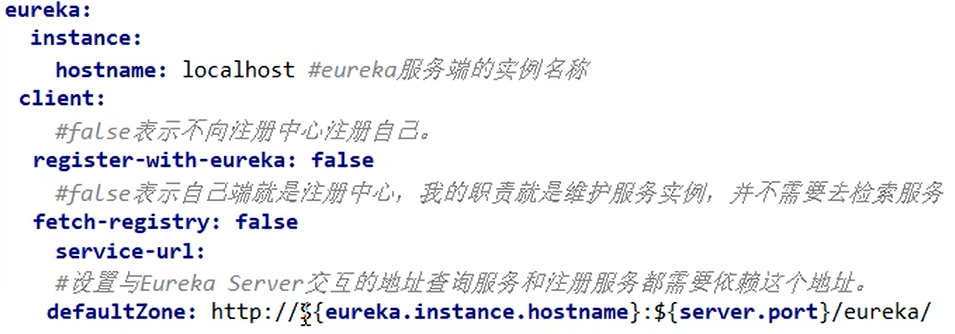 eureka:
instance:
hostname: localhost #eureka服务端的实例名称
client:
#false表示不向注册中心注册自己。
register-with-eureka: false
#false表示自己端就是注册中心，我的职责就是维护服务实例，并不需要去检索服务
fetch-registry: false
service-url:
#设置与Eureka Server交互的地址查询服务和注册服务都需要依赖这个地址。
defaultZone: http://${eureka.instance.hostname}:${server.port}/eureka/